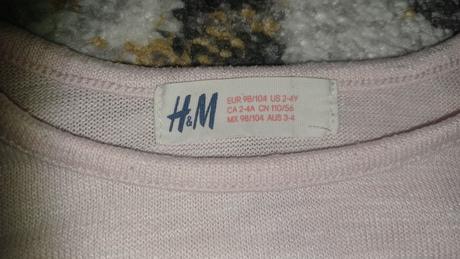 H&M
EUR 98/104 US 2-4Y
CA 2-4A CN 110/56
MX 98/104 AUS 3-4